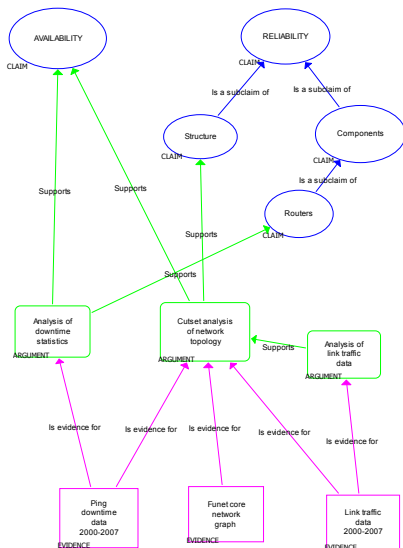 AVAILABILITY
CLAIM
RELIABILITY
CLAIM
Is a subclaim of
Is a subclaim of
Structure
CLAIM
Components
CLAIM
Is a subclaim of
Supports
Supports
Routers
CLAIM
Supports
Supports
Analysis of
downtime
statistics
ARGUMENT
Cutset analysis
of network
topology
ARGUMENT
Supports
Analysis of
link traffic
data
ARGUMENT
Is evidence for
Is evidence for
Is evidence for
Is evidence for
Is evidence for
Ping
downtime
data
2000-2007
EVIDENCE
Funet core
network
graph
EVIDENCE
Link traffic
data
2000-2007
EVIDENCE